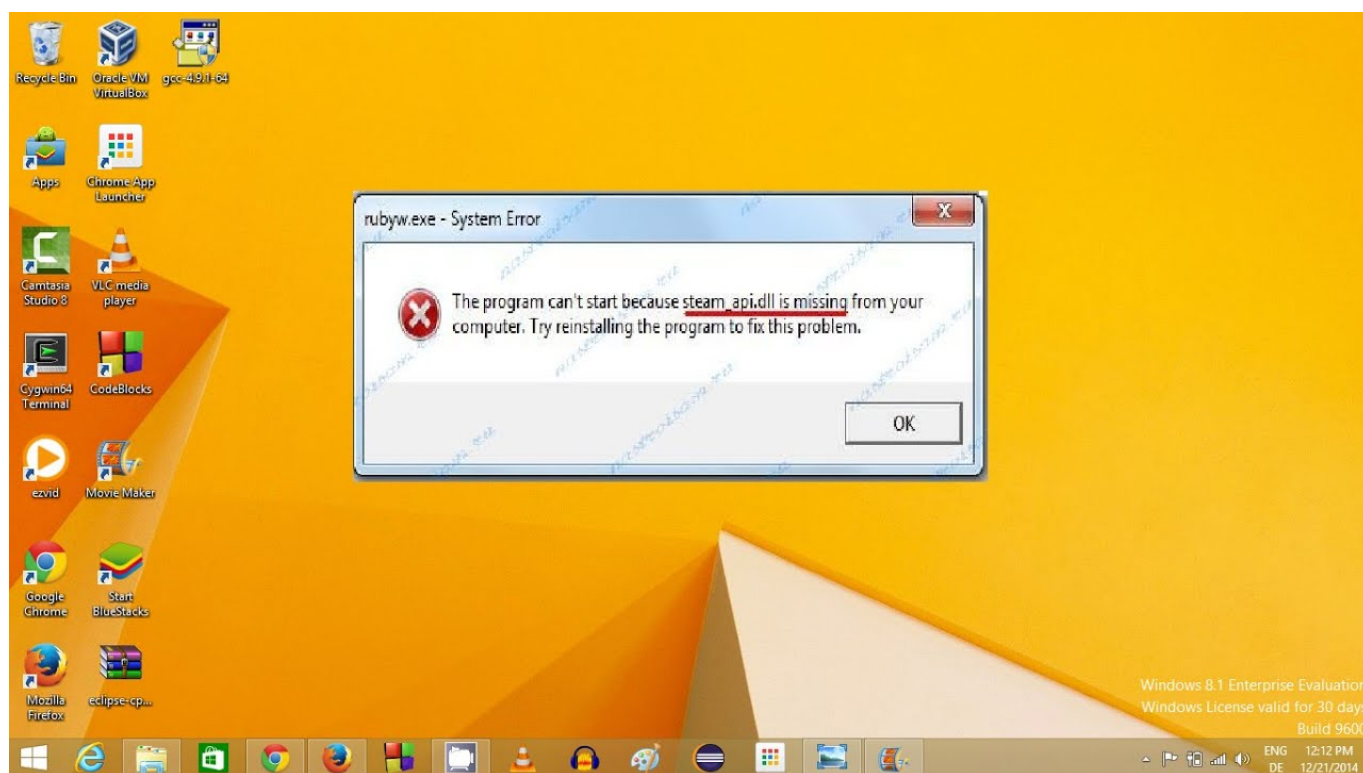 Recycle Bin
Oracle VM
VirtualBox
gcc-4.9.1-64
Apps
Chrome App
Launcher
Camtasia
Studio 8
VLC media
player
Cygwin64
Terminal
CodeBlocks
ezvid
Movie Maker
Google
Chrome
Start
BlueStacks
Mozilla
Firefox
eclipse-cp...
rubyw.exe - System Error
The program can't start because steam_api.dll is missing from your
computer. Try reinstalling the program to fix this problem.
OK
Windows 8.1 Enterprise Evaluation
Windows License valid for 30 days
Build 9600
ENG 12:12 PM
DE 12/21/2014